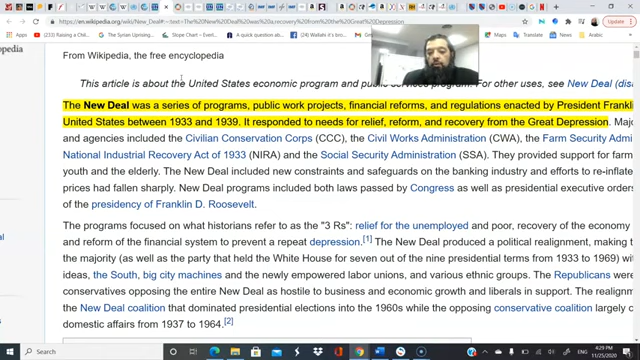 en.wikipedia.org/wiki/New_Deal#:~:text=The%20New%20Deal%20was%20a,recovery%20from%20the%20Great%20Depression
Update
Apps
Slope Chart - Desm...
From Wikipedia, the free encyclopedia
This article is about the United States economic program and public services program. For other uses, see New Deal (disa
The New Deal was a series of programs, public work projects, financial reforms, and regulations enacted by President Frankli
United States between 1933 and 1939. It responded to needs for relief, reform, and recovery from the Great Depression. Majo
and agencies included the Civilian Conservation Corps (CCC), the Civil Works Administration (CWA), the Farm Security Admini
National Industrial Recovery Act of 1933 (NIRA) and the Social Security Administration (SSA). They provided support for farm
youth and the elderly. The New Deal included new constraints and safeguards on the banking industry and efforts to re-inflate
prices had fallen sharply. New Deal programs included both laws passed by Congress as well as presidential executive orders
of the presidency of Franklin D. Roosevelt.
The programs focused on what historians refer to as the "3 Rs": relief for the unemployed and poor, recovery of the economy
and reform of the financial system to prevent a repeat depression.[1] The New Deal produced a political realignment, making t
the majority (as well as the party that held the White House for seven out of the nine presidential terms from 1933 to 1969) wit
ideas, the South, big city machines and the newly empowered labor unions, and various ethnic groups. The Republicans were
conservatives opposing the entire New Deal as hostile to business and economic growth and liberals in support. The realignm
the New Deal coalition that dominated presidential elections into the 1960s while the opposing conservative coalition largely c
domestic affairs from 1937 to 1964.[2]
4:29 PM
11/25/2020